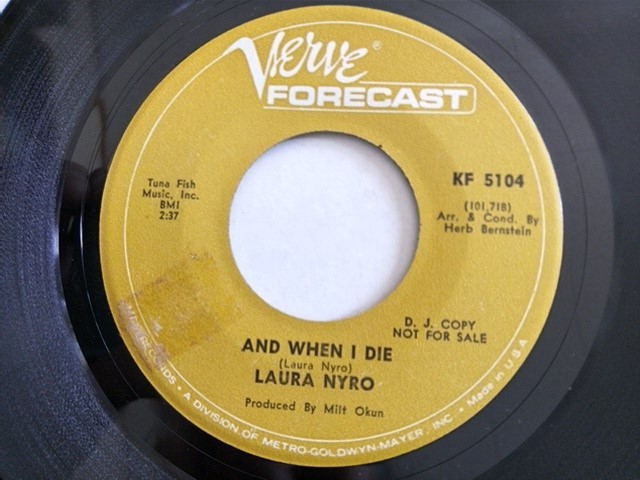 Verve®
FORECAST
Tuna Fish
Music, Inc.
BMI
2:37
KF 5104
(101,718)
Arr. & Cond. By
Herb Bernstein
D. J. COPY
NOT FOR SALE
AND WHEN I DIE
(Laura Nyro)
LAURA NYRO
Produced By Milt Okun
RECORDS • A DIVISION OF METRO-GOLDWYN-MAYER, INC. • Made in U.S.A